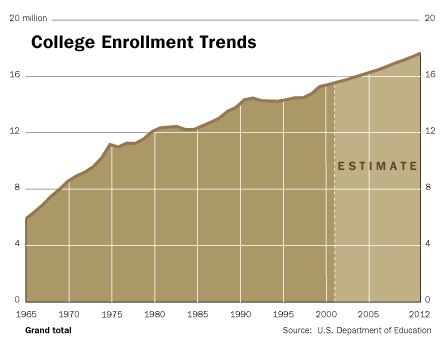 20 million 20
College Enrollment Trends
16 16
12 12
ESTIMATE
8 8
4 4
0 0
1965 1970 1975 1980 1985 1990 1995 2000 2005 2012
Grand total Source: U.S. Department of Education